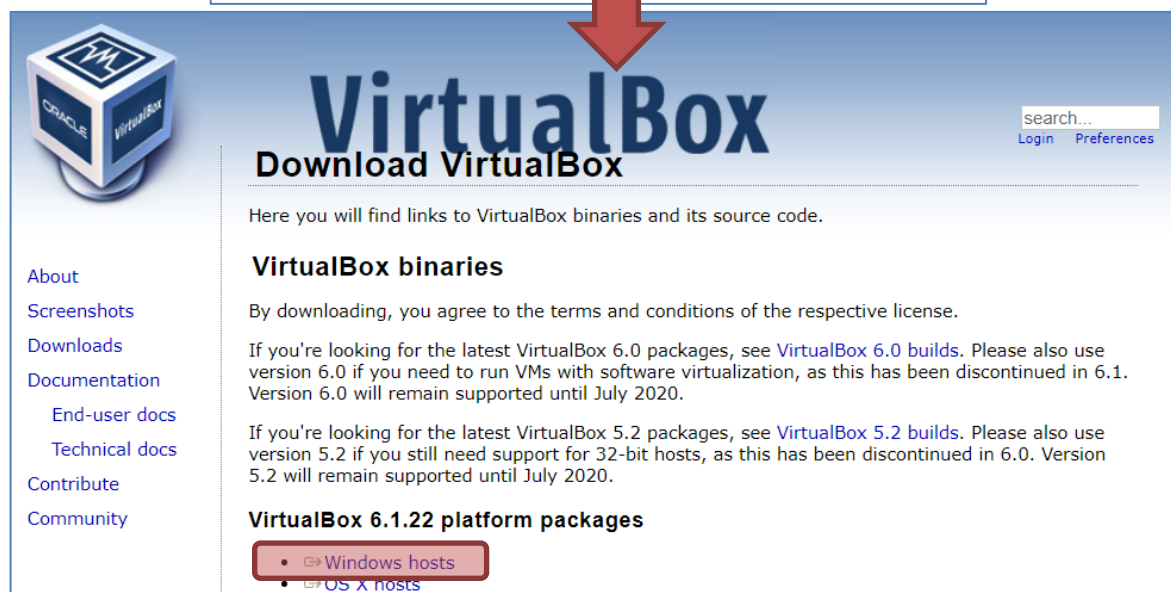 VirtualBox
ORACLE
VirtualBox
search...
Login Preferences
Download VirtualBox
Here you will find links to VirtualBox binaries and its source code.
About
Screenshots
Downloads
Documentation
End-user docs
Technical docs
Contribute
Community
VirtualBox binaries
By downloading, you agree to the terms and conditions of the respective license.
If you're looking for the latest VirtualBox 6.0 packages, see VirtualBox 6.0 builds. Please also use
version 6.0 if you need to run VMs with software virtualization, as this has been discontinued in 6.1.
Version 6.0 will remain supported until July 2020.
If you're looking for the latest VirtualBox 5.2 packages, see VirtualBox 5.2 builds. Please also use
version 5.2 if you still need support for 32-bit hosts, as this has been discontinued in 6.0. Version
5.2 will remain supported until July 2020.
VirtualBox 6.1.22 platform packages
• Windows hosts
• OS X hosts